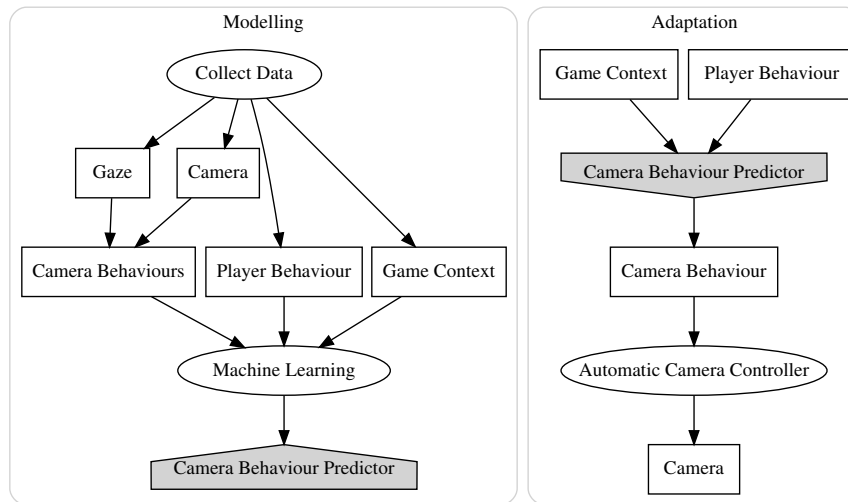 Modelling
Collect Data
Gaze
Camera
Camera Behaviours
Player Behaviour
Game Context
Machine Learning
Camera Behaviour Predictor
Adaptation
Game Context
Player Behaviour
Camera Behaviour Predictor
Camera Behaviour
Automatic Camera Controller
Camera